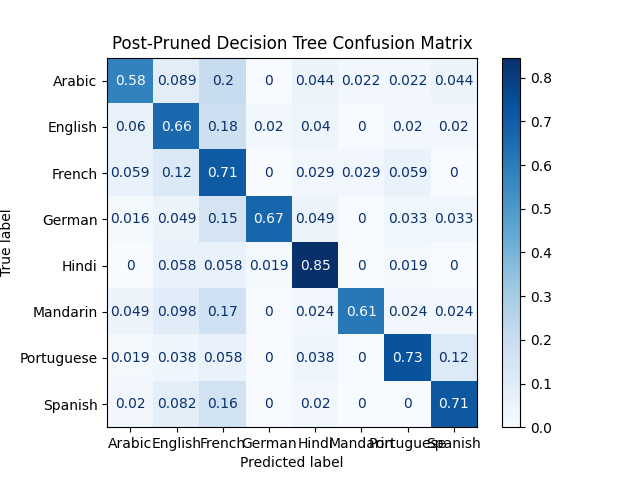 Post-Pruned Decision Tree Confusion Matrix
True label
Arabic 0.58 0.089 0.2 0 0.044 0.022 0.022 0.044
English 0.06 0.66 0.18 0.02 0.04 0 0.02 0.02
French 0.059 0.12 0.71 0 0.029 0.029 0.059 0
German 0.016 0.049 0.15 0.67 0.049 0 0.033 0.033
Hindi 0 0.058 0.058 0.019 0.85 0 0.019 0
Mandarin 0.049 0.098 0.17 0 0.024 0.61 0.024 0.024
Portuguese 0.019 0.038 0.058 0 0.038 0 0.73 0.12
Spanish 0.02 0.082 0.16 0 0.02 0 0 0.71
Arabic English French German Hindi Mandarin Portuguese Spanish
Predicted label
0.8
0.7
0.6
0.5
0.4
0.3
0.2
0.1
0.0